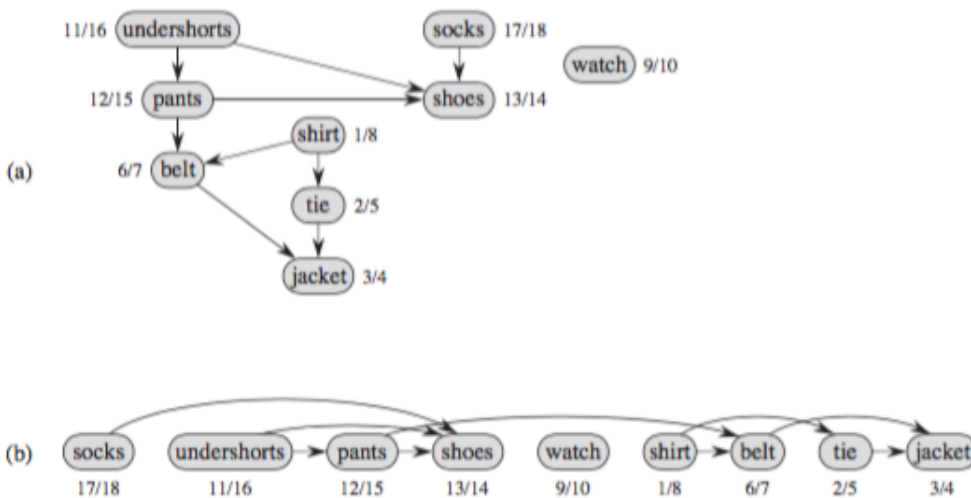 11/16 undershorts socks 17/18
watch 9/10
12/15 pants shoes 13/14
shirt 1/8
(a) 6/7 belt
tie 2/5
jacket 3/4
(b) socks undershorts pants shoes watch shirt belt tie jacket
17/18 11/16 12/15 13/14 9/10 1/8 6/7 2/5 3/4